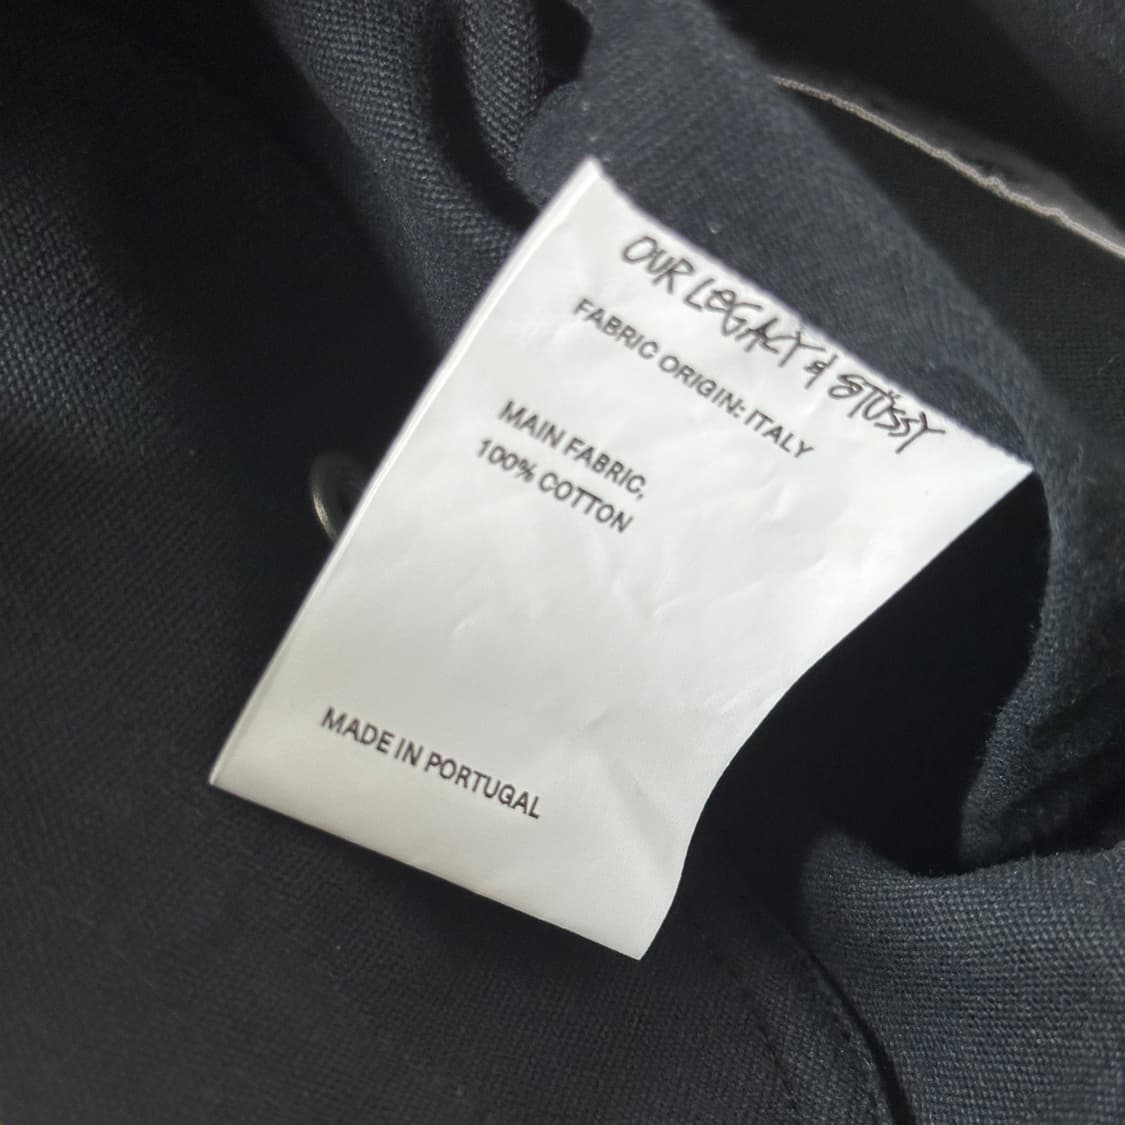 OUR LEGACY & STÜSSY
FABRIC ORIGIN: ITALY
MAIN FABRIC,
100% COTTON
MADE IN PORTUGAL